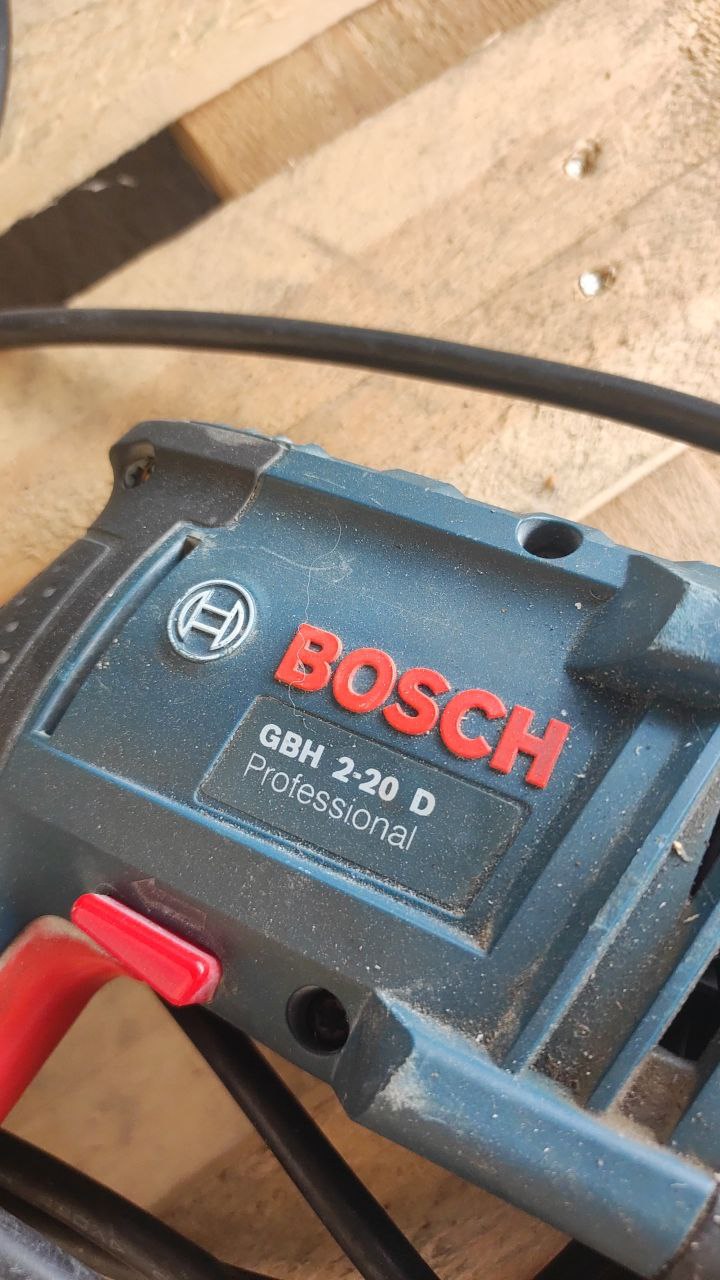 BOSCH
GBH 2-20 D
Professional